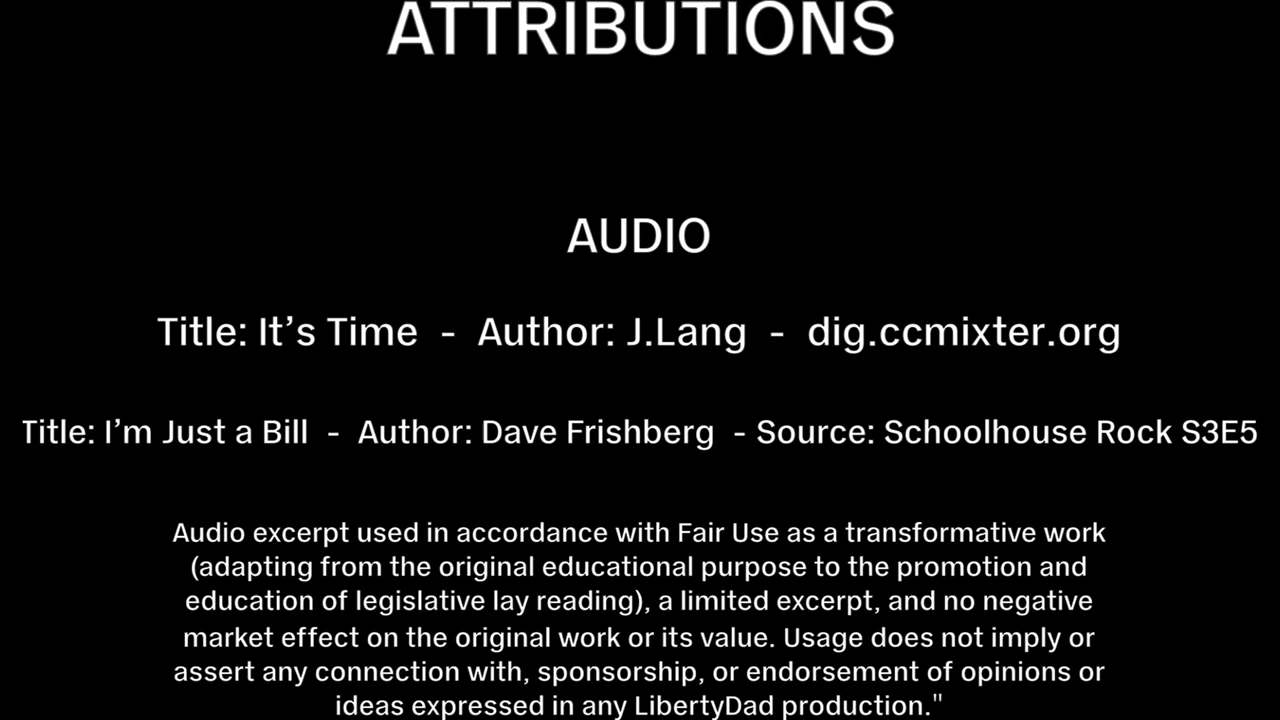 ATTRIBUTIONS
AUDIO
Title: It’s Time - Author: J.Lang - dig.ccmixter.org
Title: I’m Just a Bill - Author: Dave Frishberg - Source: Schoolhouse Rock S3E5
Audio excerpt used in accordance with Fair Use as a transformative work
(adapting from the original educational purpose to the promotion and
education of legislative lay reading), a limited excerpt, and no negative
market effect on the original work or its value. Usage does not imply or
assert any connection with, sponsorship, or endorsement of opinions or
ideas expressed in any LibertyDad production."